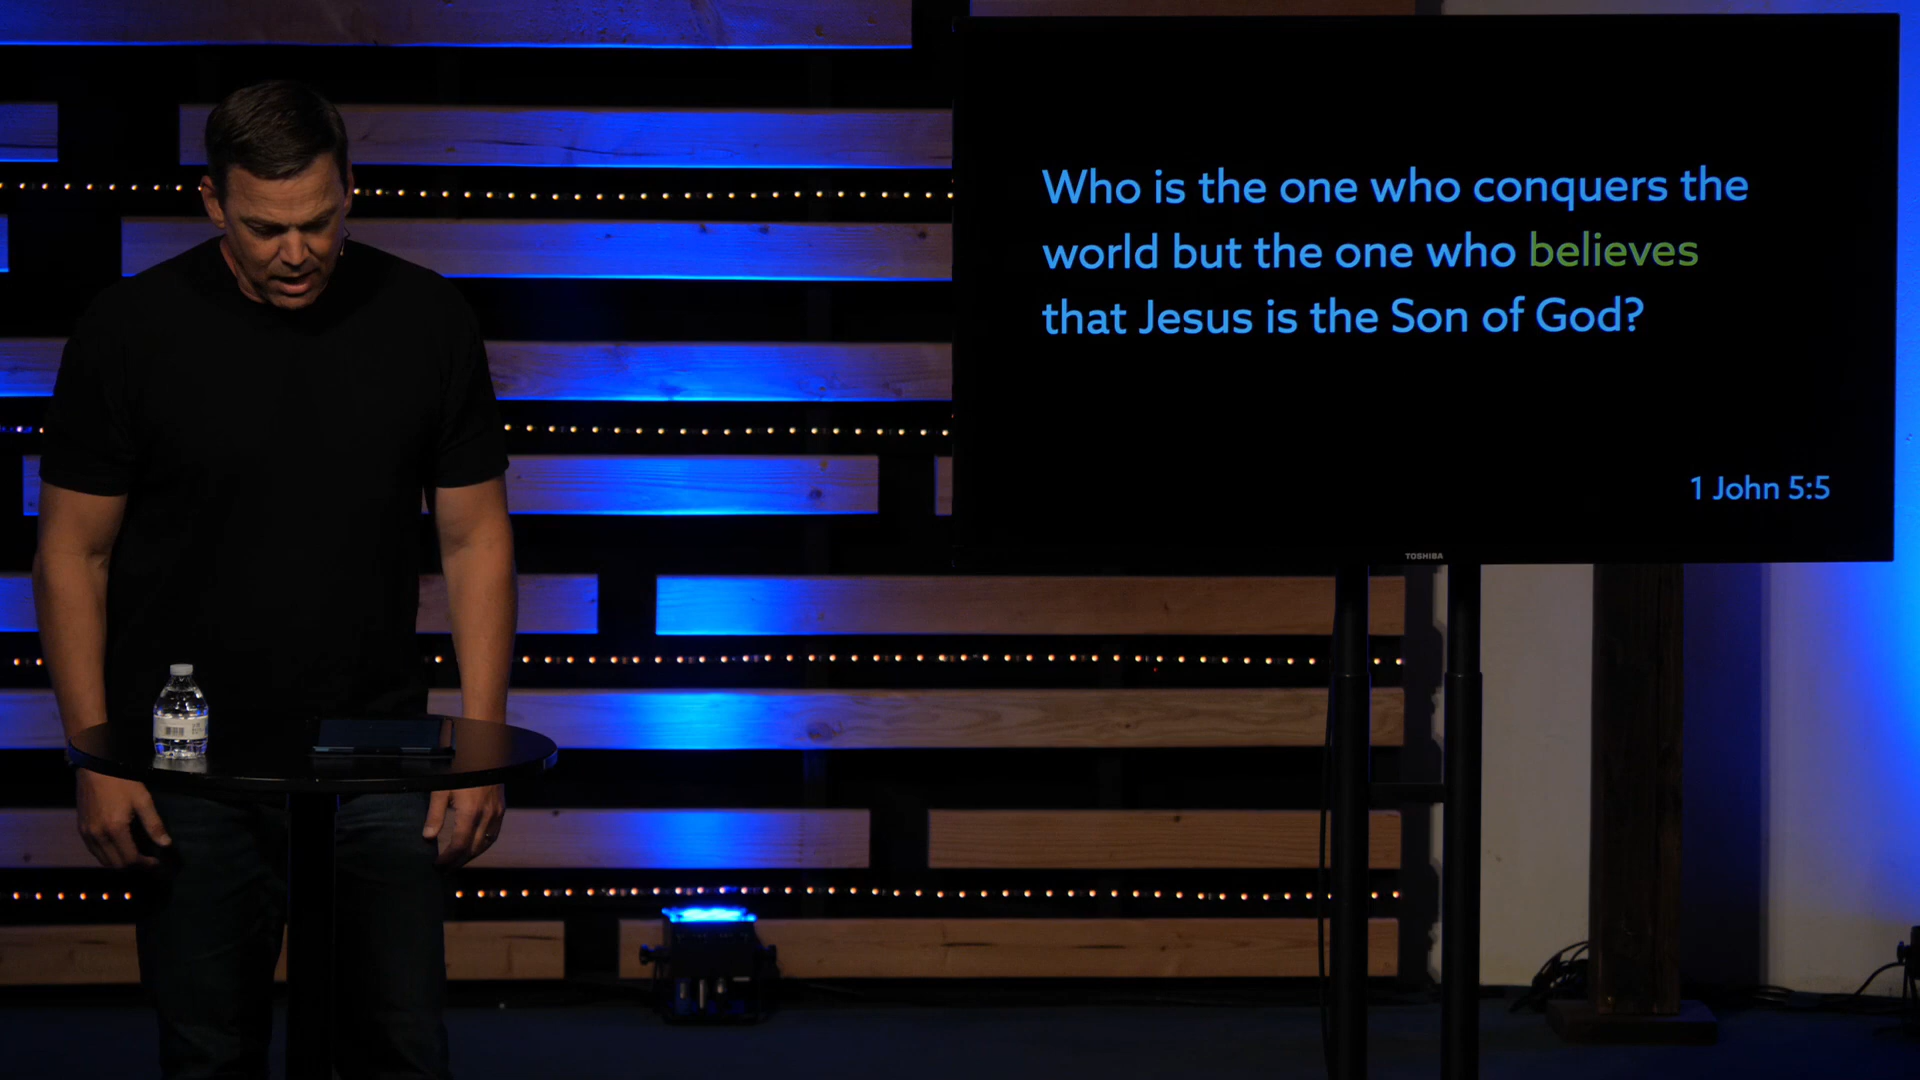 Who is the one who conquers the
world but the one who believes
that Jesus is the Son of God?
1 John 5:5
TOSHIBA